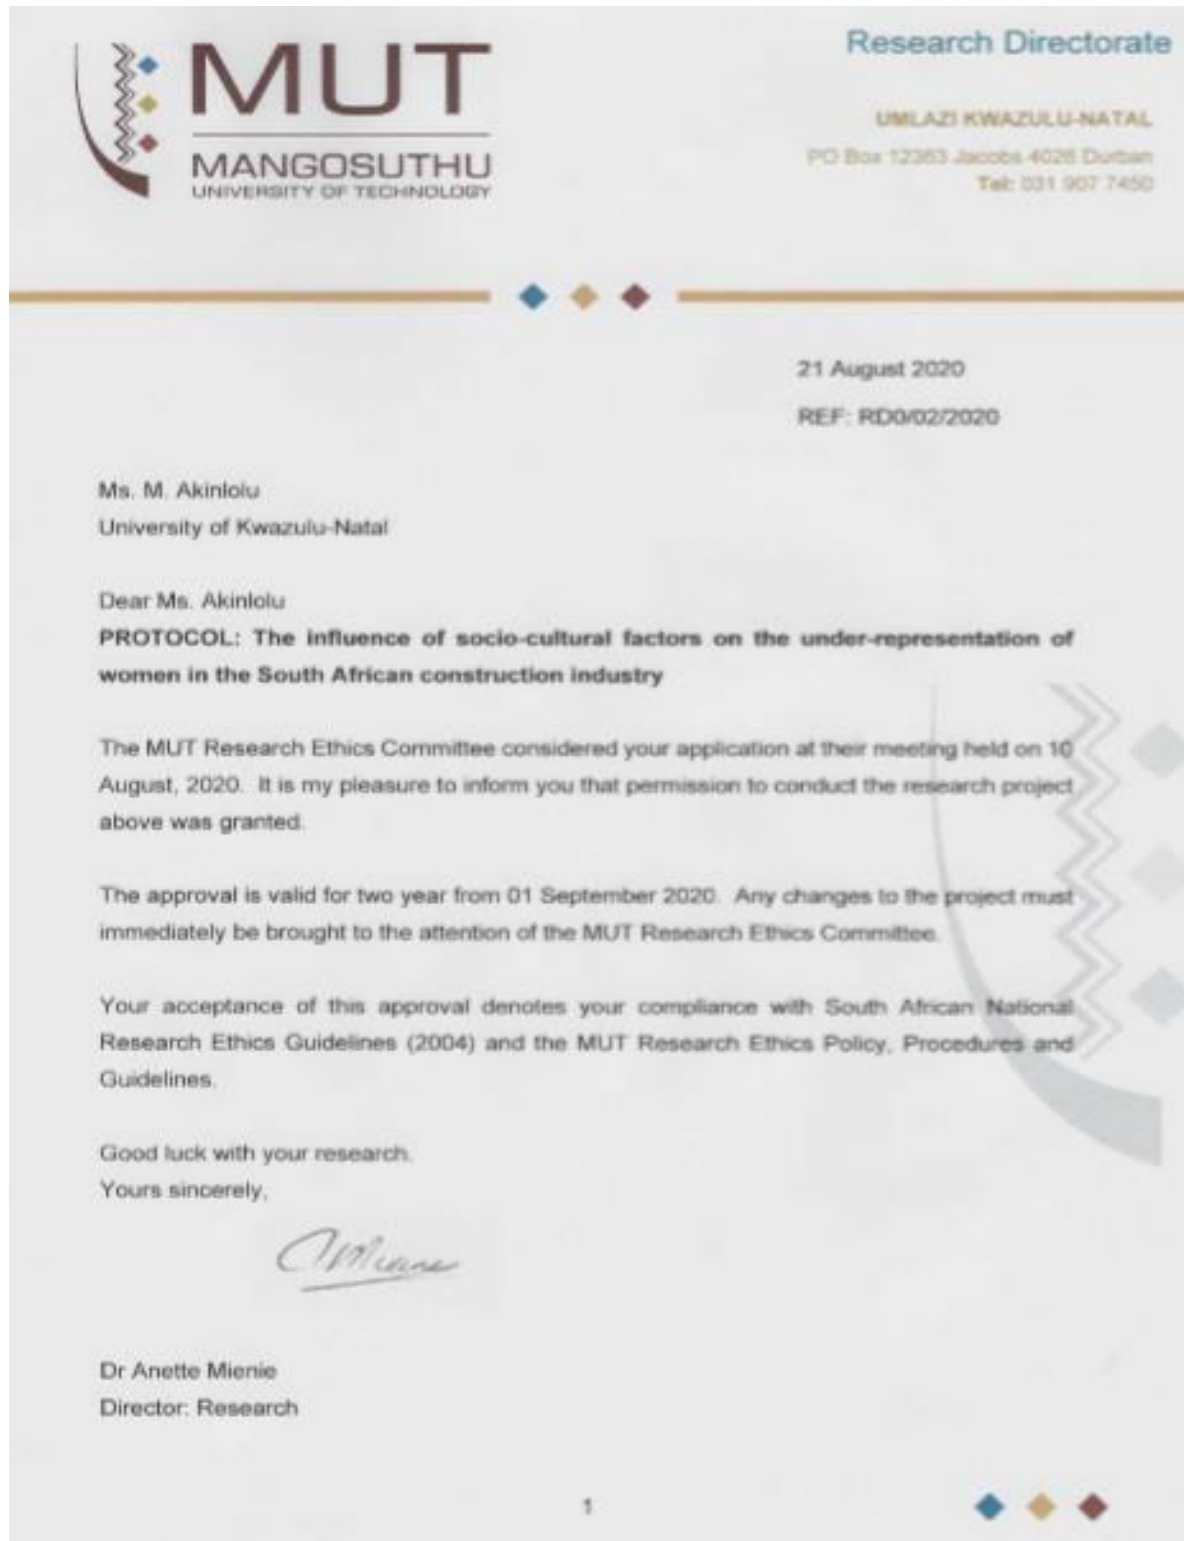 MUT
MANGOSUTHU
UNIVERSITY OF TECHNOLOGY
Research Directorate
UMLAZI KWAZULU-NATAL
PO Box 12363 Jacobs 4026 Durban
Tel: 031 907 7450
21 August 2020
REF: RD0/02/2020
Ms. M. Akinlolu
University of Kwazulu-Natal
Dear Ms. Akinlolu
PROTOCOL: The influence of socio-cultural factors on the under-representation of
women in the South African construction industry
The MUT Research Ethics Committee considered your application at their meeting held on 10
August, 2020. It is my pleasure to inform you that permission to conduct the research project
above was granted.
The approval is valid for two year from 01 September 2020. Any changes to the project must
immediately be brought to the attention of the MUT Research Ethics Committee.
Your acceptance of this approval denotes your compliance with South African National
Research Ethics Guidelines (2004) and the MUT Research Ethics Policy, Procedures and
Guidelines.
Good luck with your research.
Yours sincerely,
Dr Anette Mienie
Director: Research
1